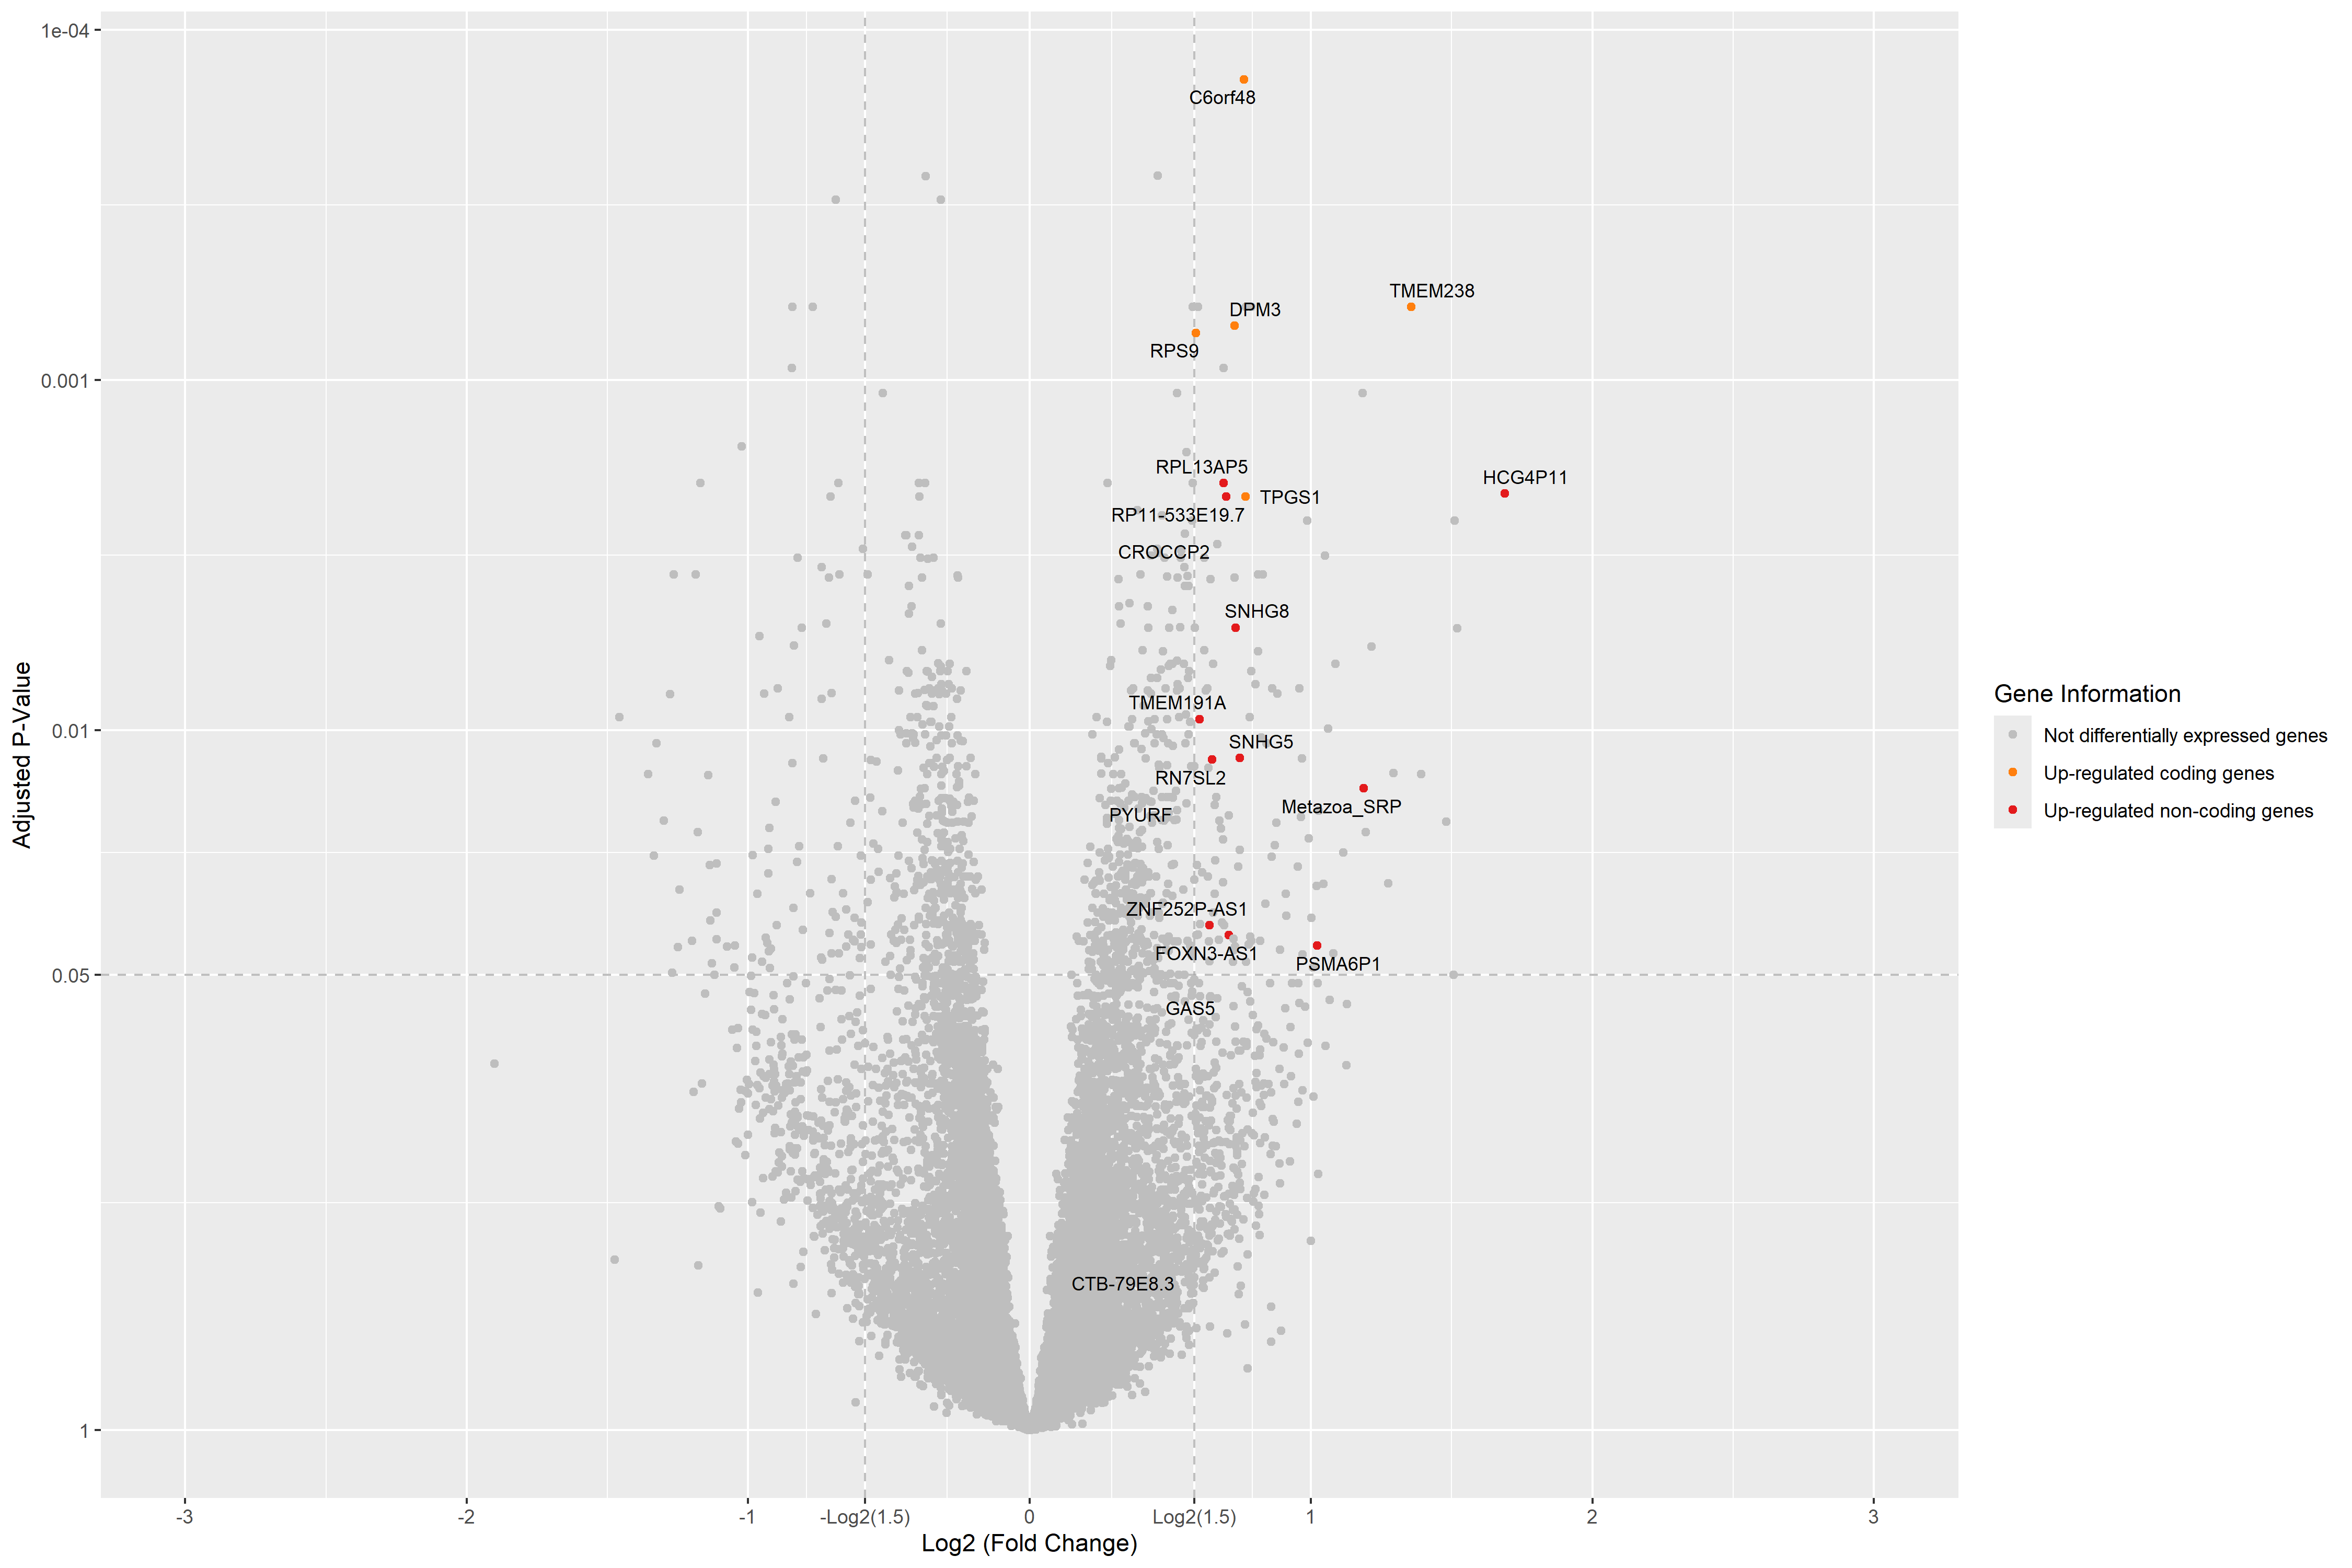 1e-04
C6orf48
TMEM238
DPM3
RPS9
0.001
RPL13AP5
HCG4P11
TPGS1
RP11-533E19.7
CROCCP2
SNHG8
TMEM191A
0.01
SNHG5
RN7SL2
Metazoa_SRP
PYURF
ZNF252P-AS1
FOXN3-AS1
PSMA6P1
0.05
GAS5
CTB-79E8.3
1
Adjusted P-Value
-3 -2 -1 -Log2(1.5) 0 Log2(1.5) 1 2 3
Log2 (Fold Change)
Gene Information
Not differentially expressed genes
Up-regulated coding genes
Up-regulated non-coding genes